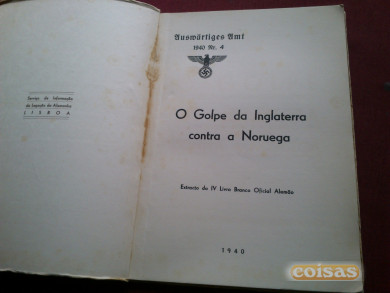 Serviço de Informação
da Legação da Alemanha
LISBOA
Auswärtiges Amt
1940 Nr. 4
O Golpe da Inglaterra
contra a Noruega
Extracto do IV Livro Branco Oficial Alemão
1940
coisas